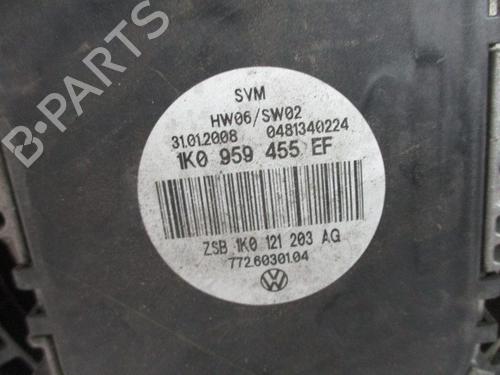 B-PARTS
SVM
HW06/SW02
31.01.2008 0481340224
1K0 959 455 EF
ZSB 1K0 121 203 AG
772.60301.04